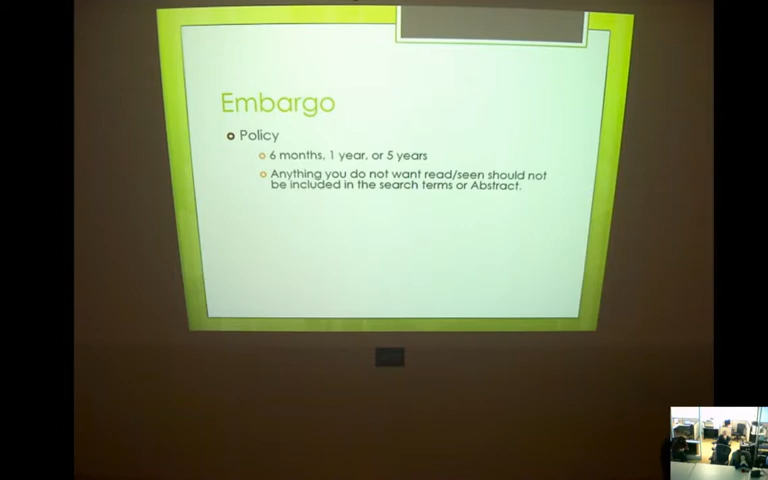 Embargo
Policy
6 months, 1 year, or 5 years
Anything you do not want read/seen should not
be included in the search terms or Abstract.